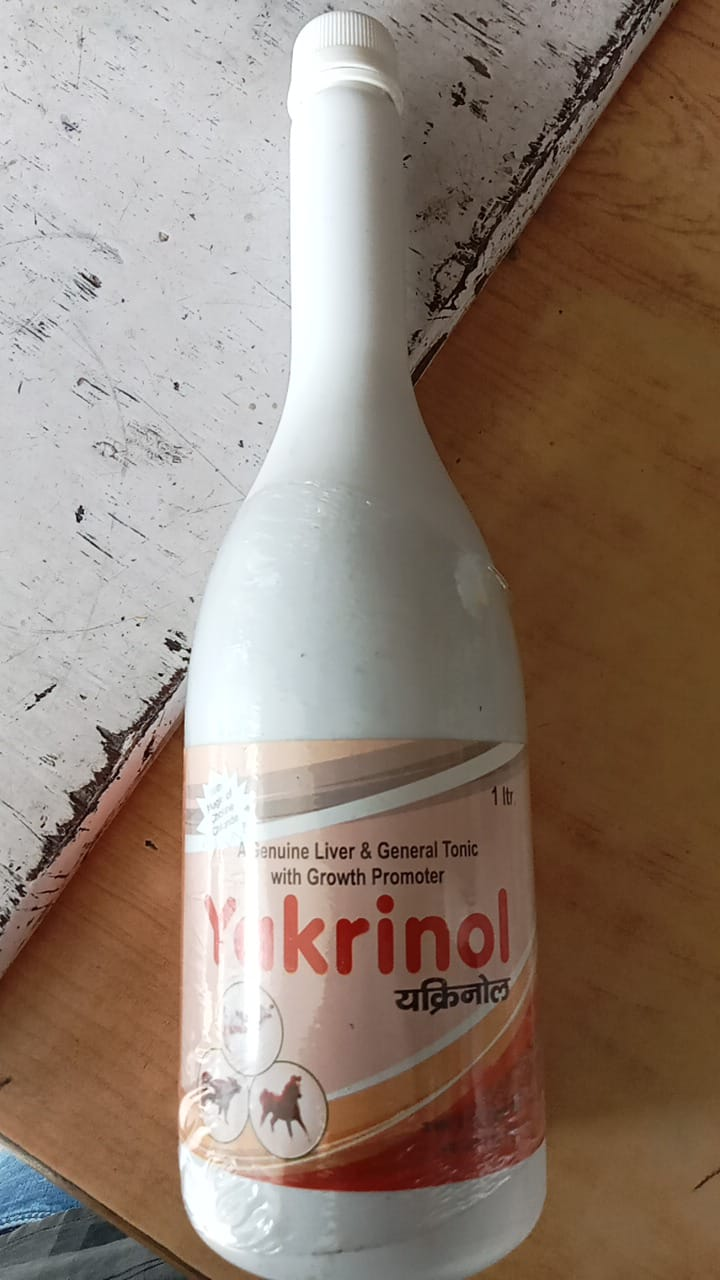 1 ltr.
A Genuine Liver & General Tonic
with Growth Promoter
Yakrinol
यक्रिनोल